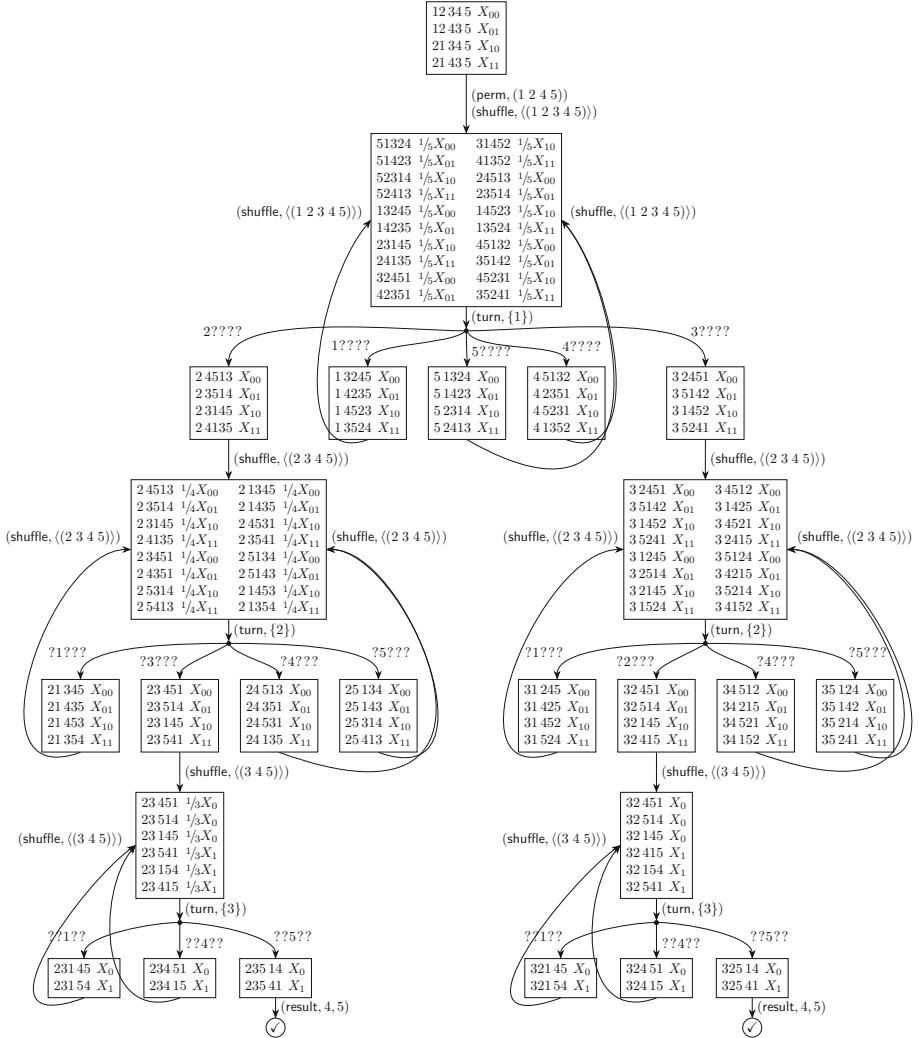 12 34 5 X00
12 43 5 X01
21 34 5 X10
21 43 5 X11
(perm, (1 2 4 5))
(shuffle, ⟨(1 2 3 4 5)⟩)
51324 1/5X00 31452 1/5X10
51423 1/5X01 41352 1/5X11
52314 1/5X10 24513 1/5X00
52413 1/5X11 23514 1/5X01
13245 1/5X00 14523 1/5X10
14235 1/5X01 13524 1/5X11
23145 1/5X10 45132 1/5X00
24135 1/5X11 35142 1/5X01
32451 1/5X00 45231 1/5X10
42351 1/5X01 35241 1/5X11
(shuffle, ⟨(1 2 3 4 5)⟩) (shuffle, ⟨(1 2 3 4 5)⟩)
(turn, {1})
2???? 1???? 5???? 4???? 3????
2 4513 X00 1 3245 X00 5 1324 X00 4 5132 X00 3 2451 X00
2 3514 X01 1 4235 X01 5 1423 X01 4 2351 X01 3 5142 X01
2 3145 X10 1 4523 X10 5 2314 X10 4 5231 X10 3 1452 X10
2 4135 X11 1 3524 X11 5 2413 X11 4 1352 X11 3 5241 X11
(shuffle, ⟨(2 3 4 5)⟩) (shuffle, ⟨(2 3 4 5)⟩)
2 4513 1/4X00 2 1345 1/4X00 3 2451 X00 3 4512 X00
2 3514 1/4X01 2 1435 1/4X01 3 5142 X01 3 1425 X01
2 3145 1/4X10 2 4531 1/4X10 3 1452 X10 3 4521 X10
2 4135 1/4X11 2 3541 1/4X11 3 5241 X11 3 2415 X11
2 3451 1/4X00 2 5134 1/4X00 3 1245 X00 3 5124 X00
2 4351 1/4X01 2 5143 1/4X01 3 2514 X01 3 4215 X01
2 5314 1/4X10 2 1453 1/4X10 3 2145 X10 3 5214 X10
2 5413 1/4X11 2 1354 1/4X11 3 1524 X11 3 4152 X11
(shuffle, ⟨(2 3 4 5)⟩) (shuffle, ⟨(2 3 4 5)⟩) (shuffle, ⟨(2 3 4 5)⟩) (shuffle, ⟨(2 3 4 5)⟩)
(turn, {2}) (turn, {2})
?1??? ?3??? ?4??? ?5??? ?1??? ?2??? ?4??? ?5???
21 345 X00 23 451 X00 24 513 X00 25 134 X00 31 245 X00 32 451 X00 34 512 X00 35 124 X00
21 435 X01 23 514 X01 24 351 X01 25 143 X01 31 425 X01 32 514 X01 34 215 X01 35 142 X01
21 453 X10 23 145 X10 24 531 X10 25 314 X10 31 452 X10 32 145 X10 34 521 X10 35 214 X10
21 354 X11 23 541 X11 24 135 X11 25 413 X11 31 524 X11 32 415 X11 34 152 X11 35 241 X11
(shuffle, ⟨(3 4 5)⟩) (shuffle, ⟨(3 4 5)⟩)
23 451 1/3X0 32 451 X0
23 514 1/3X0 32 514 X0
23 145 1/3X0 32 145 X0
23 541 1/3X1 32 415 X1
23 154 1/3X1 32 154 X1
23 415 1/3X1 32 541 X1
(shuffle, ⟨(3 4 5)⟩) (shuffle, ⟨(3 4 5)⟩)
(turn, {3}) (turn, {3})
??1?? ??4?? ??5?? ??1?? ??4?? ??5??
231 45 X0 234 51 X0 235 14 X0 321 45 X0 324 51 X0 325 14 X0
231 54 X1 234 15 X1 235 41 X1 321 54 X1 324 15 X1 325 41 X1
(result, 4, 5) (result, 4, 5)
✓ ✓